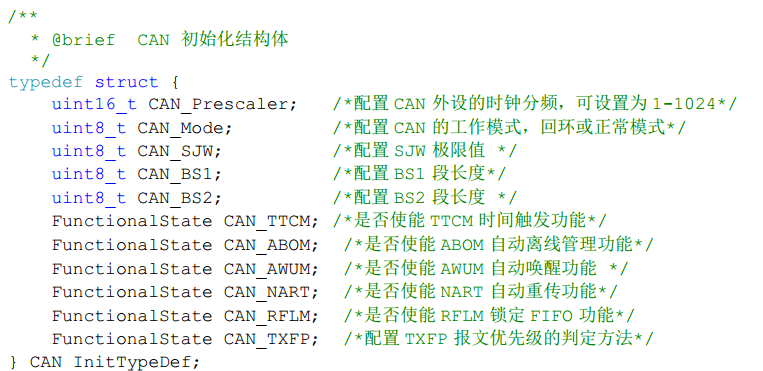 /**
* @brief CAN 初始化结构体
*/
typedef struct {
uint16_t CAN_Prescaler; /*配置 CAN 外设的时钟分频，可设置为 1-1024*/
uint8_t CAN_Mode; /*配置 CAN 的工作模式，回环或正常模式*/
uint8_t CAN_SJW; /*配置 SJW 极限值 */
uint8_t CAN_BS1; /*配置 BS1 段长度*/
uint8_t CAN_BS2; /*配置 BS2 段长度 */
FunctionalState CAN_TTCM; /*是否使能 TTCM 时间触发功能*/
FunctionalState CAN_ABOM; /*是否使能 ABOM 自动离线管理功能*/
FunctionalState CAN_AWUM; /*是否使能 AWUM 自动唤醒功能 */
FunctionalState CAN_NART; /*是否使能 NART 自动重传功能*/
FunctionalState CAN_RFLM; /*是否使能 RFLM 锁定 FIFO 功能*/
FunctionalState CAN_TXFP; /*配置 TXFP 报文优先级的判定方法*/
} CAN InitTypeDef;